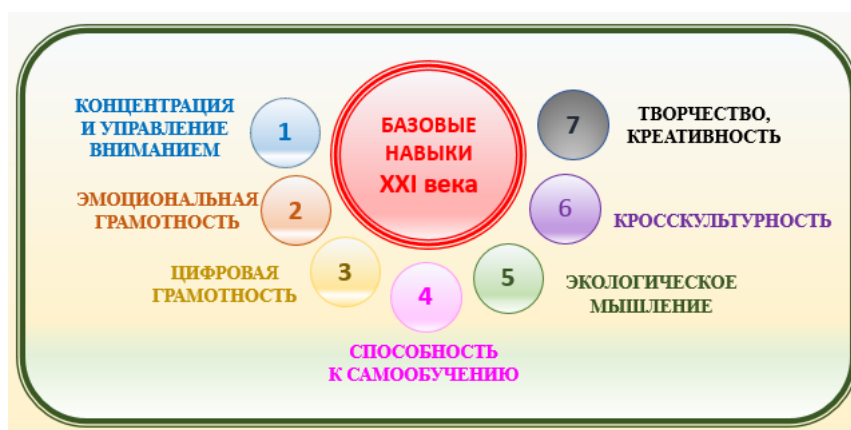 БАЗОВЫЕ
НАВЫКИ
XXI века
1
КОНЦЕНТРАЦИЯ
И УПРАВЛЕНИЕ
ВНИМАНИЕМ
2
ЭМОЦИОНАЛЬНАЯ
ГРАМОТНОСТЬ
3
ЦИФРОВАЯ
ГРАМОТНОСТЬ
4
СПОСОБНОСТЬ
К САМООБУЧЕНИЮ
5
ЭКОЛОГИЧЕСКОЕ
МЫШЛЕНИЕ
6
КРОССКУЛЬТУРНОСТЬ
7
ТВОРЧЕСТВО,
КРЕАТИВНОСТЬ